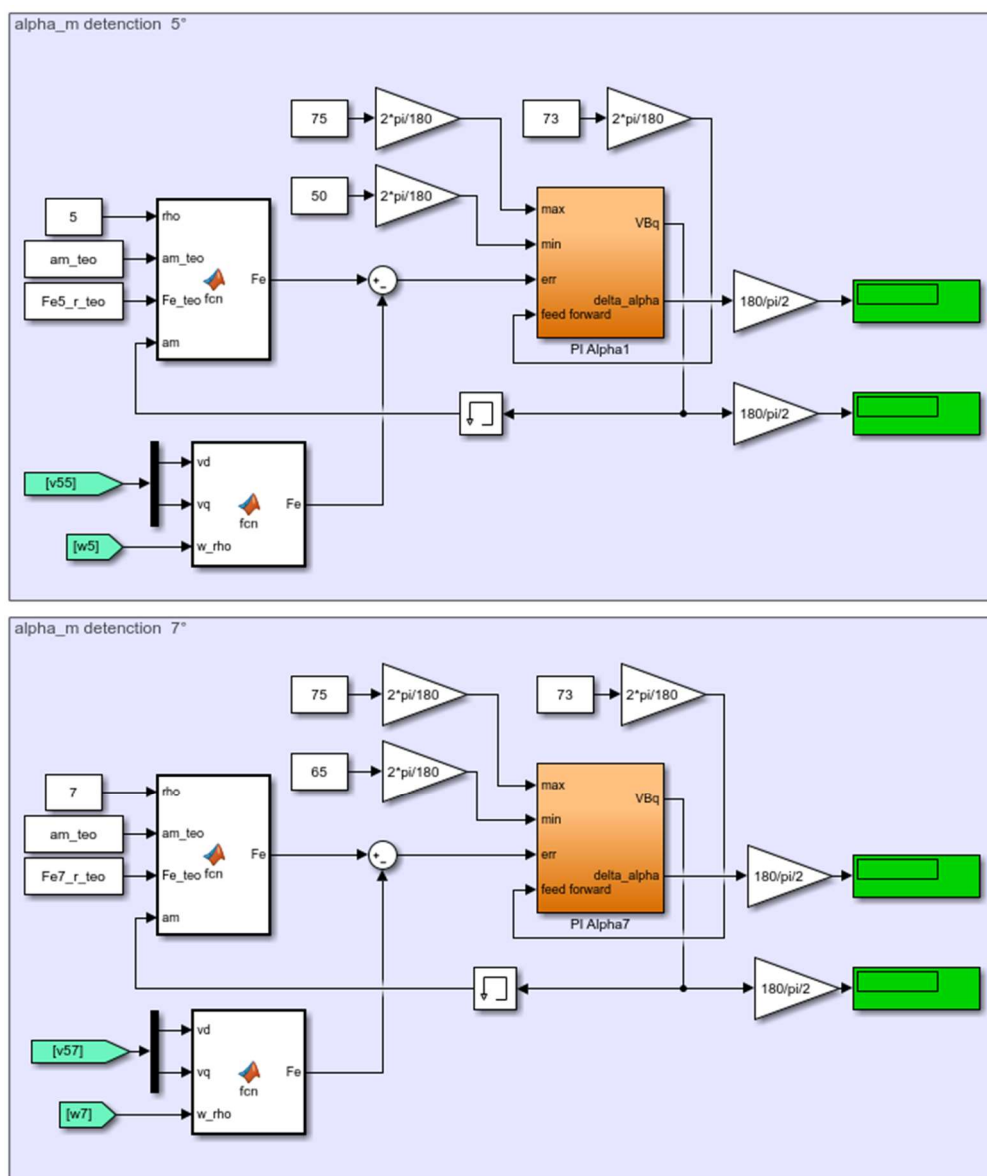 alpha_m detenction 5°
75
2*pi/180
73
2*pi/180
50
2*pi/180
max
min
err
feed forward
VBq
delta_alpha
PI Alpha1
5
am_teo
Fe5_r_teo
rho
am_teo
Fe_teo
am
fcn
Fe
+
-
180/pi/2
180/pi/2
[v55]
[w5]
vd
vq
w_rho
fcn
Fe
alpha_m detenction 7°
75
2*pi/180
73
2*pi/180
65
2*pi/180
max
min
err
feed forward
VBq
delta_alpha
PI Alpha7
7
am_teo
Fe7_r_teo
rho
am_teo
Fe_teo
am
fcn
Fe
+
-
180/pi/2
180/pi/2
[v57]
[w7]
vd
vq
w_rho
fcn
Fe